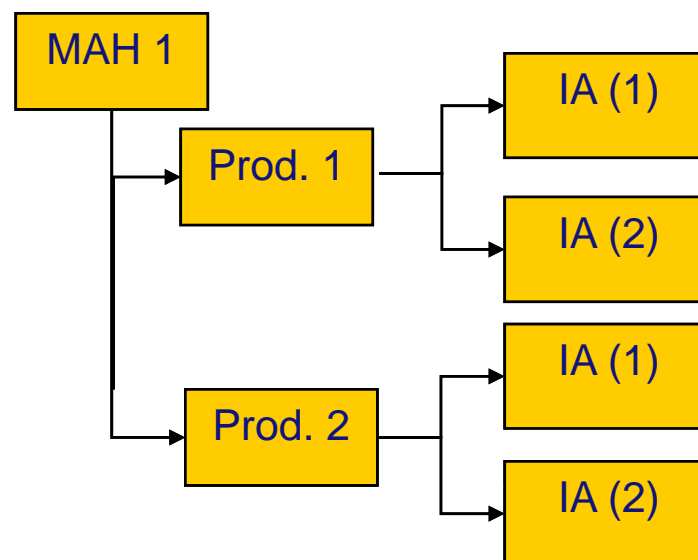 MAH 1
Prod. 1
IA (1)
IA (2)
Prod. 2
IA (1)
IA (2)